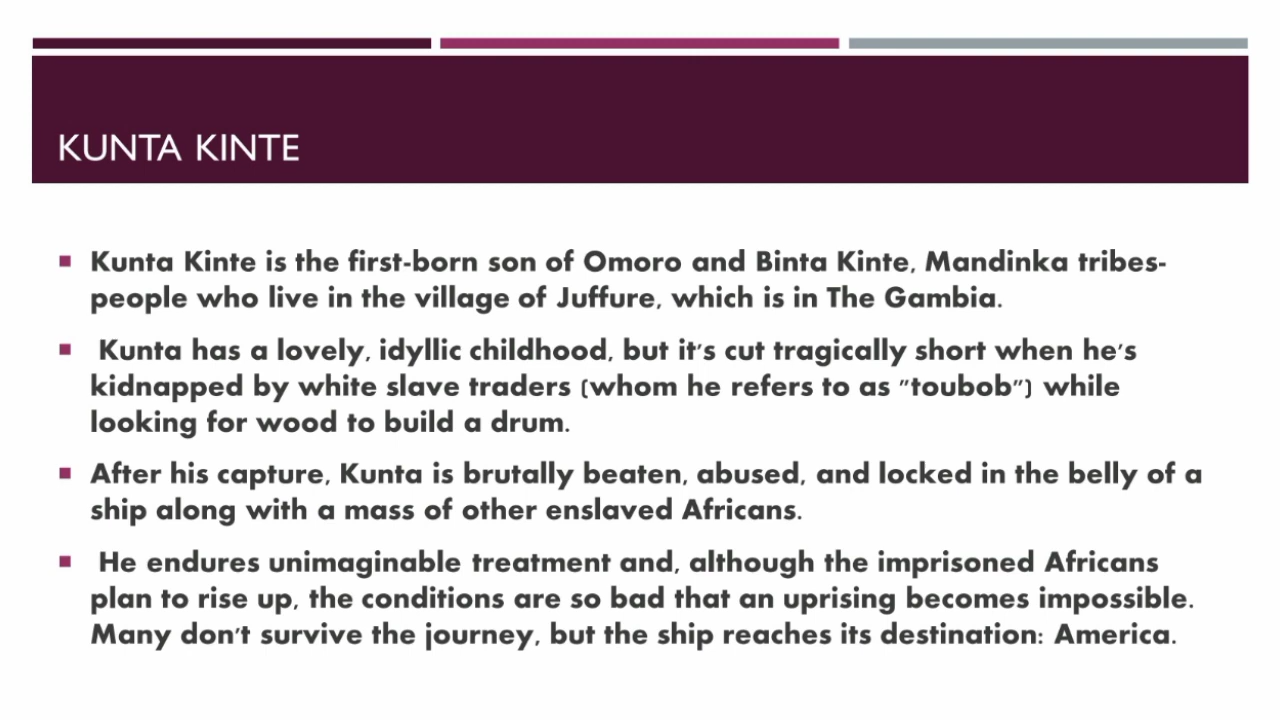 KUNTA KINTE
Kunta Kinte is the first-born son of Omoro and Binta Kinte, Mandinka tribes-
people who live in the village of Juffure, which is in The Gambia.
Kunta has a lovely, idyllic childhood, but it's cut tragically short when he's
kidnapped by white slave traders (whom he refers to as "toubob") while
looking for wood to build a drum.
After his capture, Kunta is brutally beaten, abused, and locked in the belly of a
ship along with a mass of other enslaved Africans.
He endures unimaginable treatment and, although the imprisoned Africans
plan to rise up, the conditions are so bad that an uprising becomes impossible.
Many don't survive the journey, but the ship reaches its destination: America.